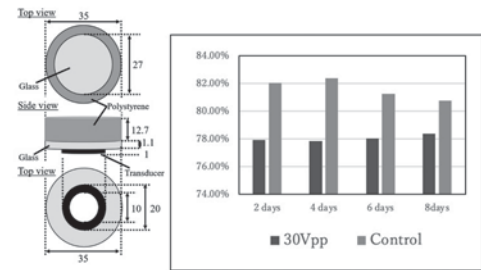 Top view
35
27
Glass
Polystyrene
Side view
12.7
1.1
1
Glass
Transducer
Top view
10
20
35
84.00%
82.00%
80.00%
78.00%
76.00%
74.00%
2 days
4 days
6 days
8days
30Vpp
Control